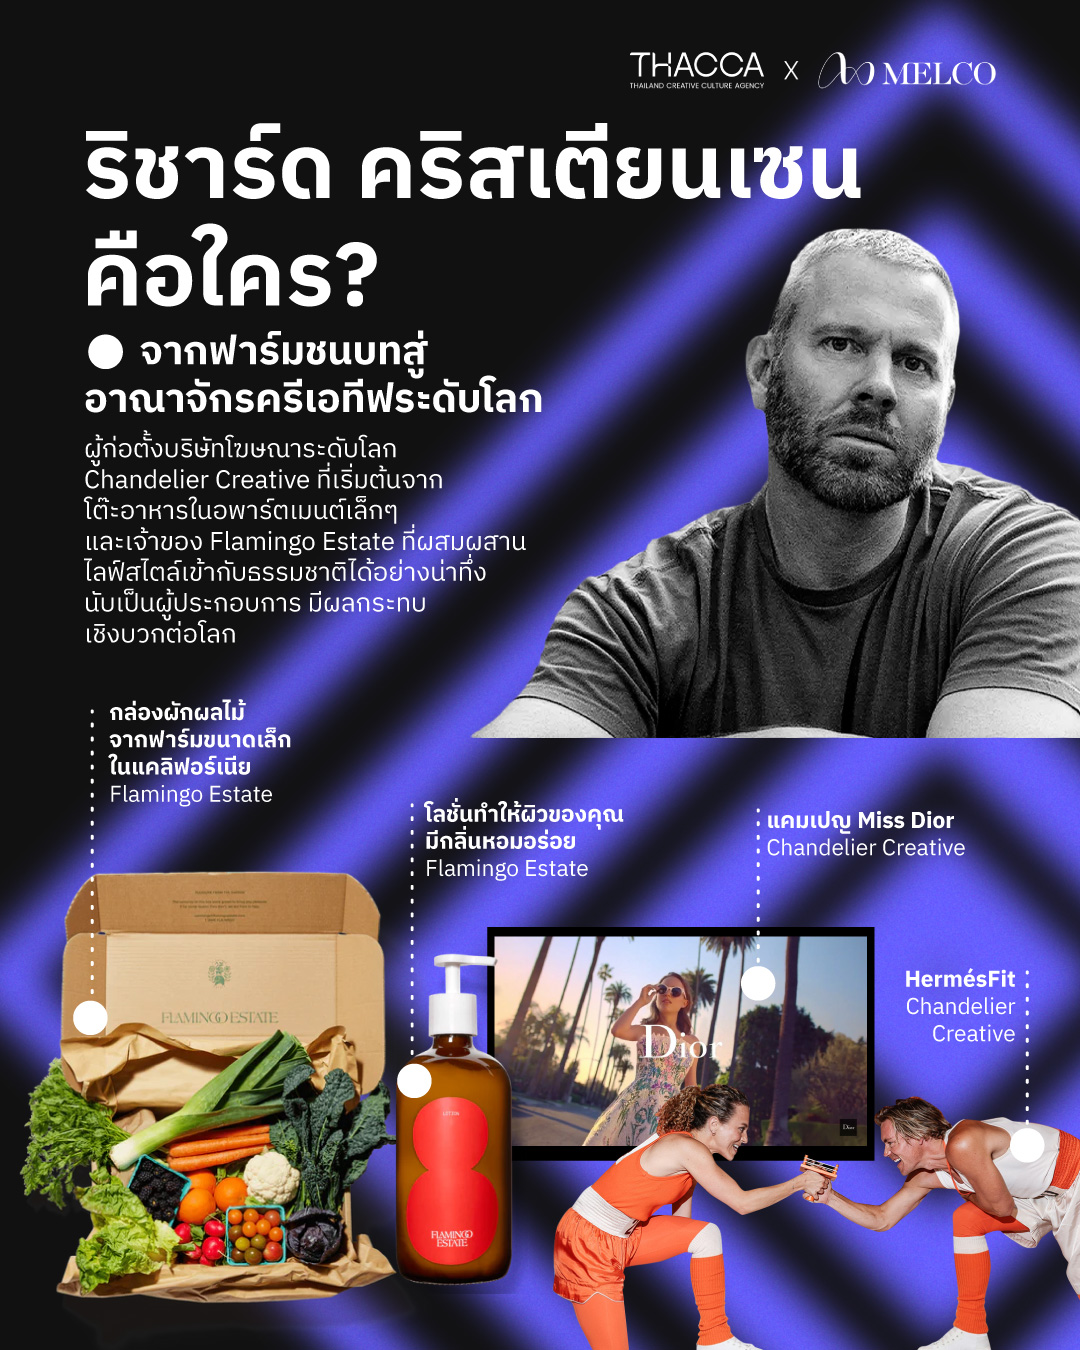 THACCA
THAILAND CREATIVE CULTURE AGENCY
X
MELCO
ริชาร์ด คริสเตียนเซน
คือใคร?
จากฟาร์มชนบทสู่
อาณาจักรครีเอทีฟระดับโลก
ผู้ก่อตั้งบริษัทโฆษณาระดับโลก
Chandelier Creative ที่เริ่มต้นจาก
โต๊ะอาหารในอพาร์ตเมนต์เล็กๆ
และเจ้าของ Flamingo Estate ที่ผสมผสาน
ไลฟ์สไตล์เข้ากับธรรมชาติได้อย่างน่าทึ่ง
นับเป็นผู้ประกอบการ มีผลกระทบ
เชิงบวกต่อโลก
กล่องผักผลไม้
จากฟาร์มขนาดเล็ก
ในแคลิฟอร์เนีย
Flamingo Estate
โลชั่นทำให้ผิวของคุณ
มีกลิ่นหอมอร่อย
Flamingo Estate
แคมเปญ Miss Dior
Chandelier Creative
HermésFit
Chandelier
Creative
FLAMINGO ESTATE
Dior
Dior
LOTION
FLAMINGO
ESTATE